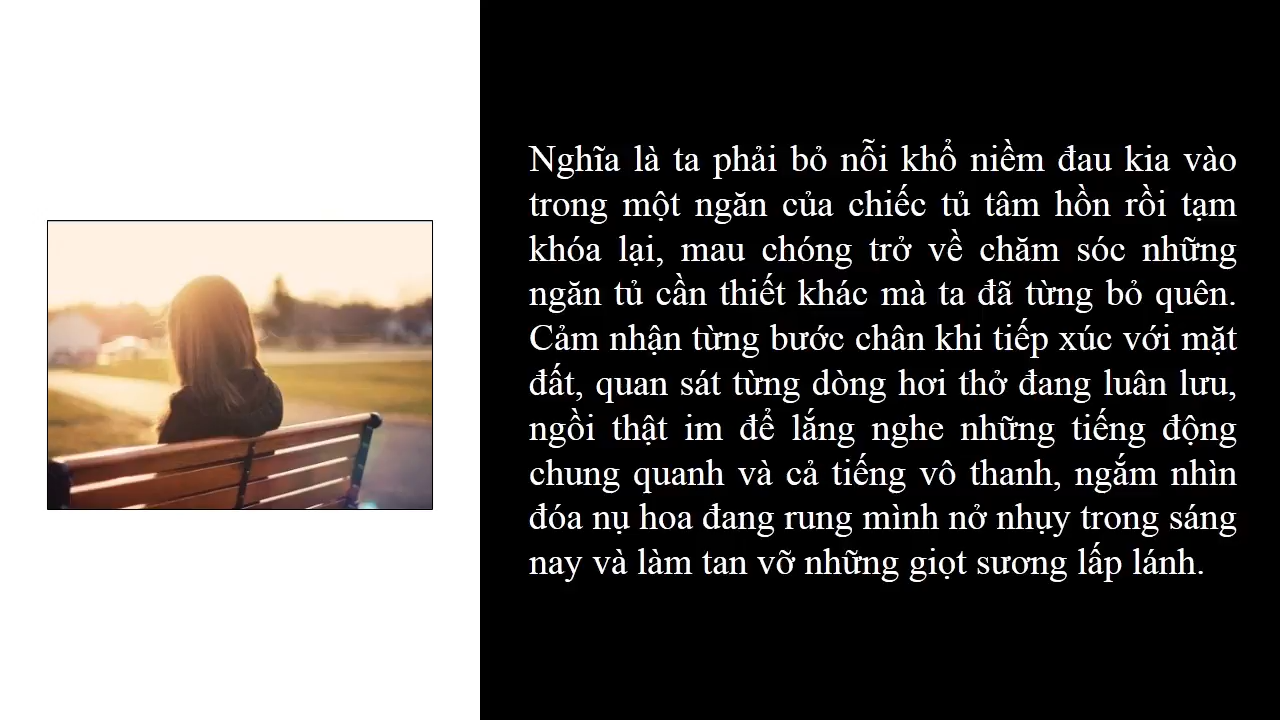 Nghĩa là ta phải bỏ nỗi khổ niềm đau kia vào
trong một ngăn của chiếc tủ tâm hồn rồi tạm
khóa lại, mau chóng trở về chăm sóc những
ngăn tủ cần thiết khác mà ta đã từng bỏ quên.
Cảm nhận từng bước chân khi tiếp xúc với mặt
đất, quan sát từng dòng hơi thở đang luân lưu,
ngồi thật im để lắng nghe những tiếng động
chung quanh và cả tiếng vô thanh, ngắm nhìn
đóa nụ hoa đang rung mình nở nhụy trong sáng
nay và làm tan vỡ những giọt sương lấp lánh.